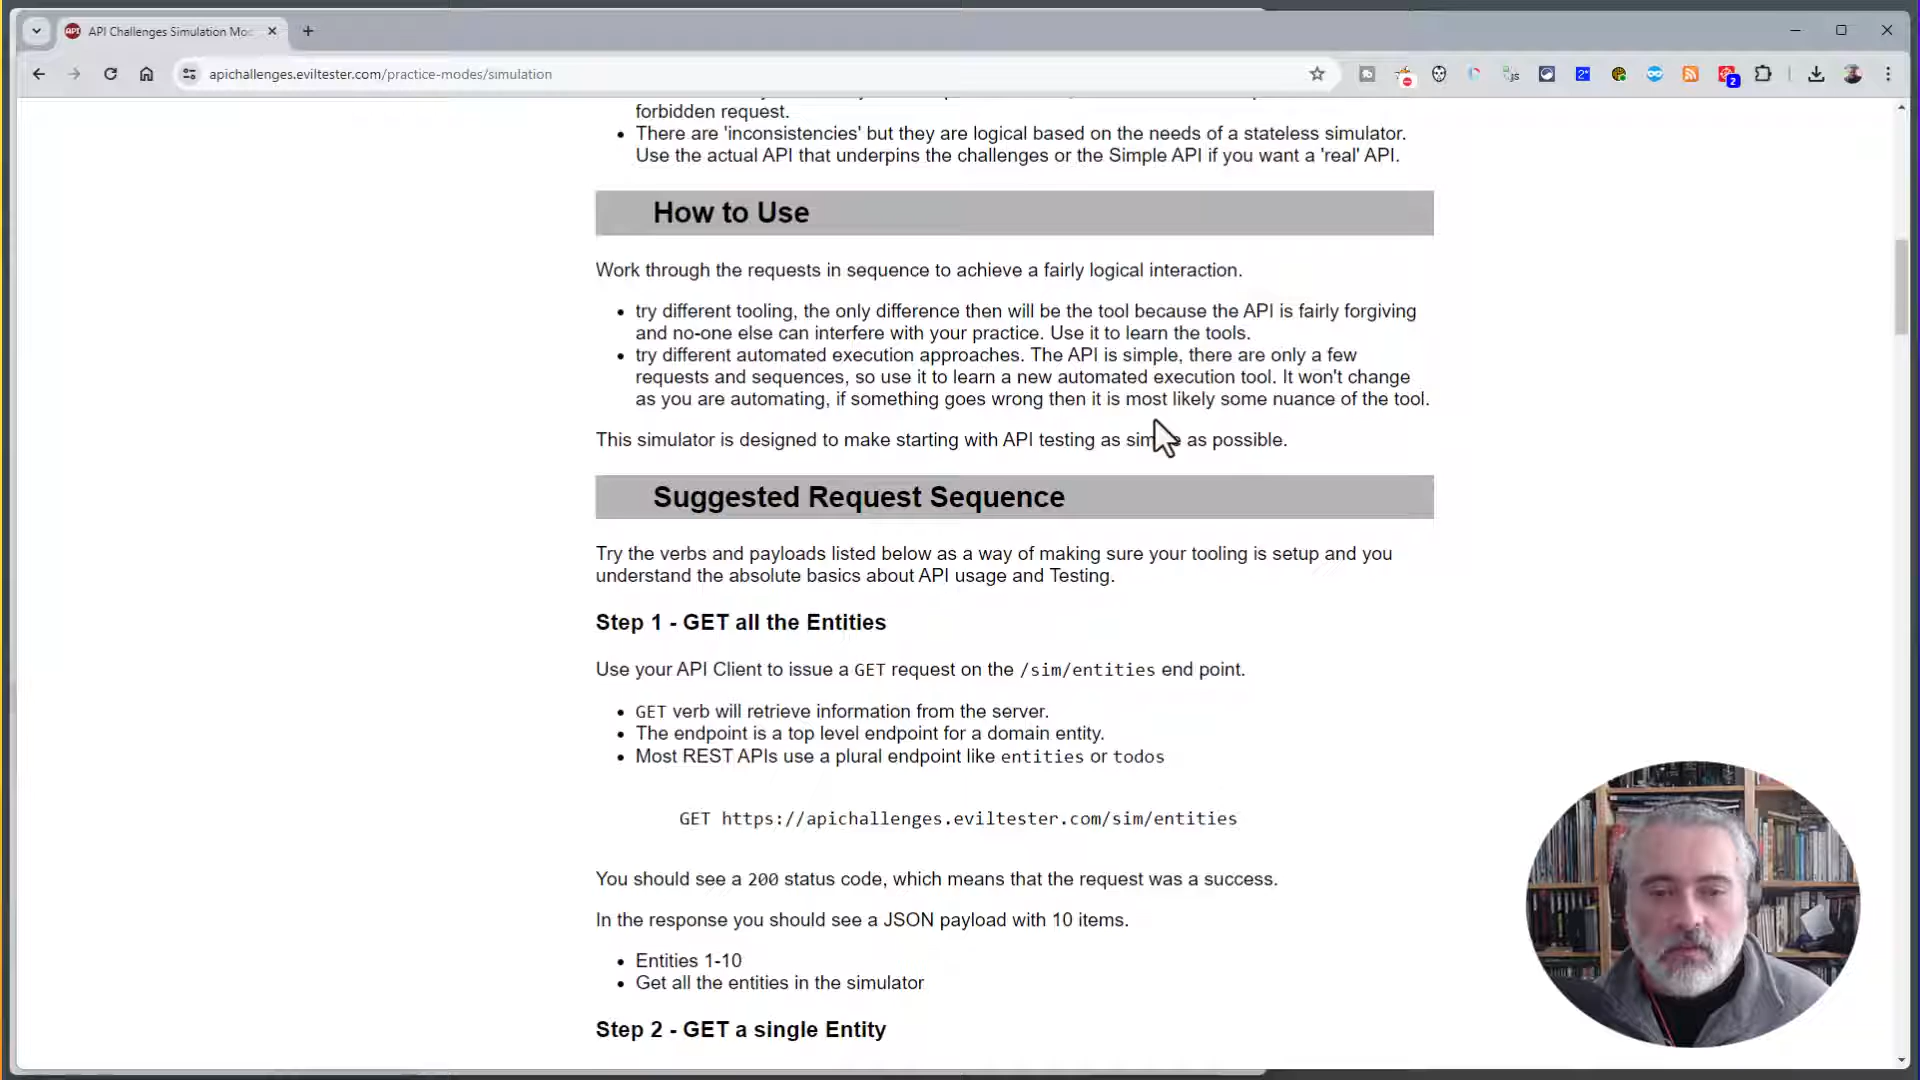 API Challenges Simulation Mod
apichallenges.eviltester.com/practice-modes/simulation
forbidden request.
There are 'inconsistencies' but they are logical based on the needs of a stateless simulator.
Use the actual API that underpins the challenges or the Simple API if you want a 'real' API.
How to Use
Work through the requests in sequence to achieve a fairly logical interaction.
try different tooling, the only difference then will be the tool because the API is fairly forgiving
and no-one else can interfere with your practice. Use it to learn the tools.
try different automated execution approaches. The API is simple, there are only a few
requests and sequences, so use it to learn a new automated execution tool. It won't change
as you are automating, if something goes wrong then it is most likely some nuance of the tool.
This simulator is designed to make starting with API testing as simple as possible.
Suggested Request Sequence
Try the verbs and payloads listed below as a way of making sure your tooling is setup and you
understand the absolute basics about API usage and Testing.
Step 1 - GET all the Entities
Use your API Client to issue a GET request on the /sim/entities end point.
GET verb will retrieve information from the server.
The endpoint is a top level endpoint for a domain entity.
Most REST APIs use a plural endpoint like entities or todos
GET https://apichallenges.eviltester.com/sim/entities
You should see a 200 status code, which means that the request was a success.
In the response you should see a JSON payload with 10 items.
Entities 1-10
Get all the entities in the simulator
Step 2 - GET a single Entity